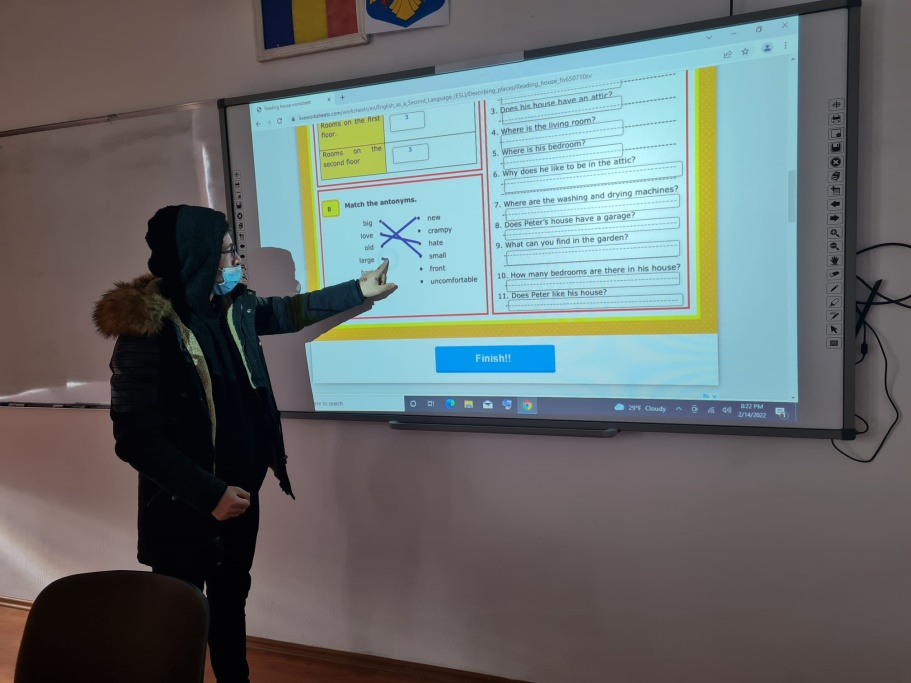 Reading house worksheet
liveworksheets.com/worksheets/en/English_as_a_Second_Language_(ESL)/Describing_places/Reading_house_
Rooms on the first floor.
3
Rooms on the second floor
3
8 Match the antonyms.
big
love
old
large
new
crampy
hate
small
front
uncomfortable
3. Does his house have an attic?
4. Where is the living room?
5. Where is his bedroom?
6. Why does he like to be in the attic?
7. Where are the washing and drying machines?
8. Does Peter's house have a garage?
9. What can you find in the garden?
10. How many bedrooms are there in his house?
11. Does Peter like his house?
Finish!!
to search
29°F Cloudy
8:22 PM
2/14/2022